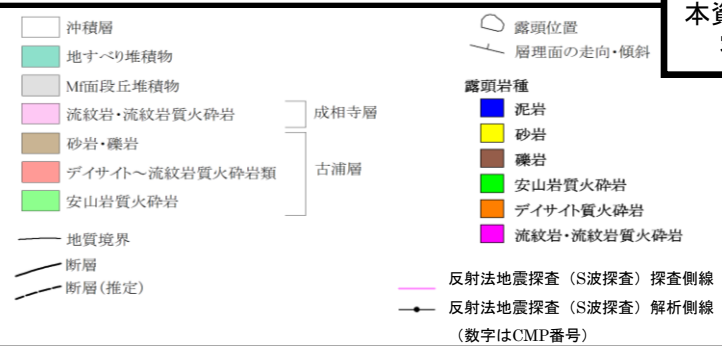 本資
沖積層
地すべり堆積物
Mf面段丘堆積物
流紋岩・流紋岩質火砕岩
成相寺層
砂岩・礫岩
デイサイト〜流紋岩質火砕岩類
古浦層
安山岩質火砕岩
地質境界
断層
断層(推定)
露頭位置
層理面の走向・傾斜
露頭岩種
泥岩
砂岩
礫岩
安山岩質火砕岩
デイサイト質火砕岩
流紋岩・流紋岩質火砕岩
反射法地震探査（S波探査）探査側線
反射法地震探査（S波探査）解析側線
（数字はCMP番号）